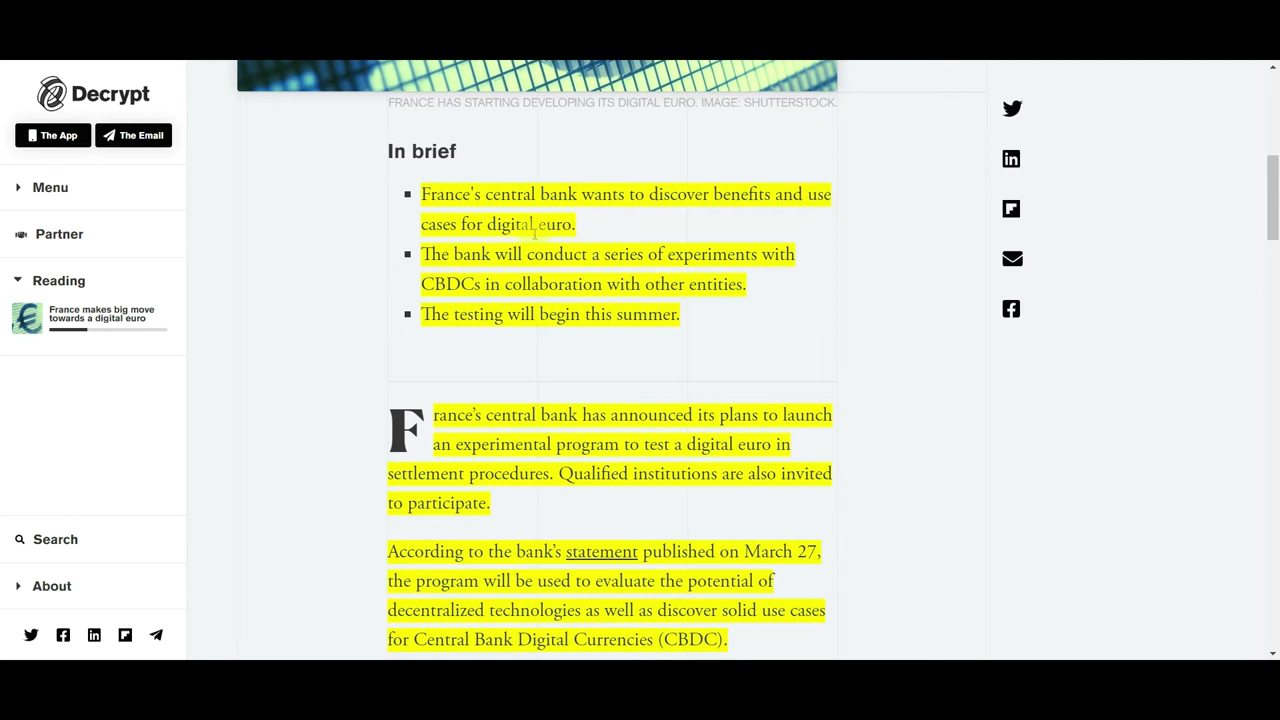 Decrypt
The App
The Email
Menu
Partner
Reading
France makes big move
towards a digital euro
Search
About
FRANCE HAS STARTING DEVELOPING ITS DIGITAL EURO. IMAGE: SHUTTERSTOCK.
In brief
France's central bank wants to discover benefits and use
cases for digital euro.
The bank will conduct a series of experiments with
CBDCs in collaboration with other entities.
The testing will begin this summer.
France’s central bank has announced its plans to launch
an experimental program to test a digital euro in
settlement procedures. Qualified institutions are also invited
to participate.
According to the bank’s statement published on March 27,
the program will be used to evaluate the potential of
decentralized technologies as well as discover solid use cases
for Central Bank Digital Currencies (CBDC).